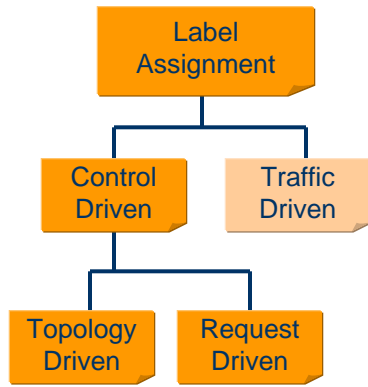 Label
Assignment
Control
Driven
Traffic
Driven
Topology
Driven
Request
Driven